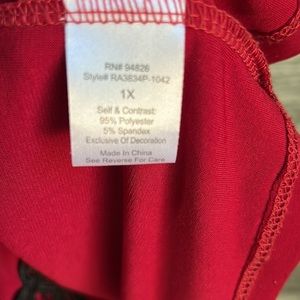 RN# 94826
Style# RA3834P-1042
1X
Self & Contrast:
95% Polyester
5% Spandex
Exclusive Of Decoration
Made In China
See Reverse For Care